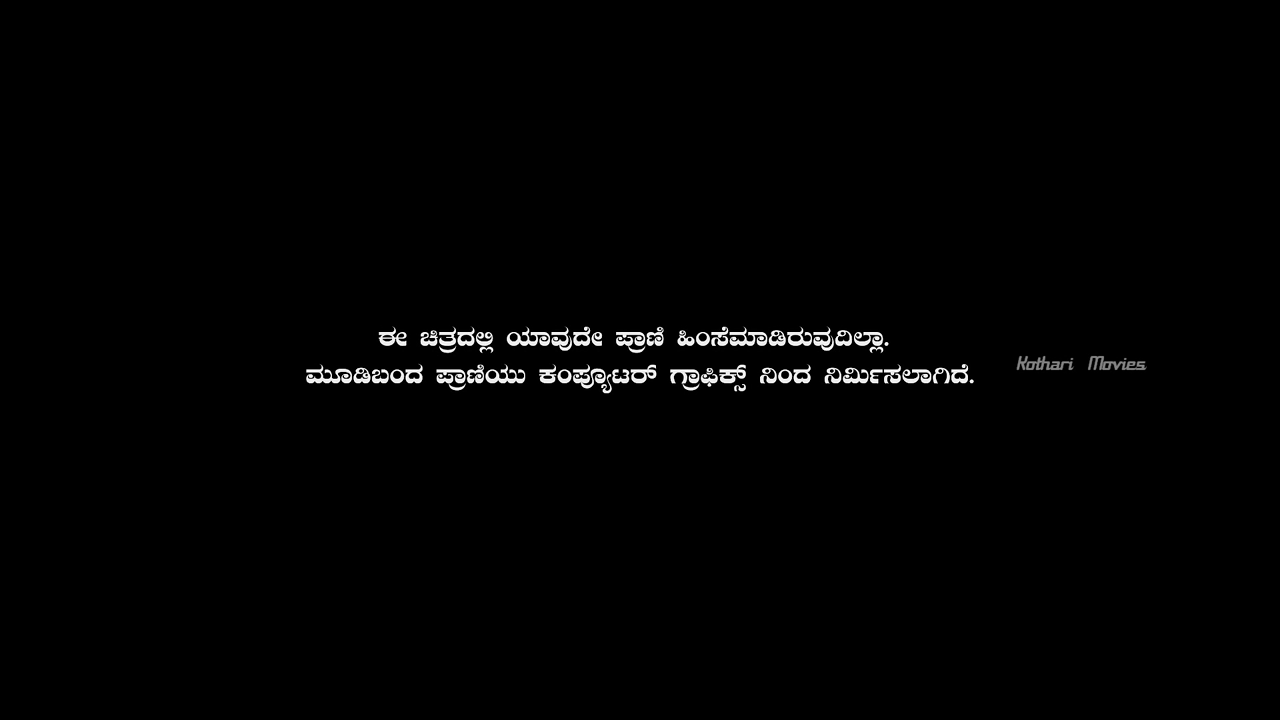 ಈ ಚಿತ್ರದಲ್ಲಿ ಯಾವುದೇ ಪ್ರಾಣಿ ಹಿಂಸೆಮಾಡಿರುವುದಿಲ್ಲಾ.
ಮೂಡಿಬಂದ ಪ್ರಾಣಿಯು ಕಂಪ್ಯೂಟರ್ ಗ್ರಾಫಿಕ್ಸ್ ನಿಂದ ನಿರ್ಮಿಸಲಾಗಿದೆ.
Kothari Movies